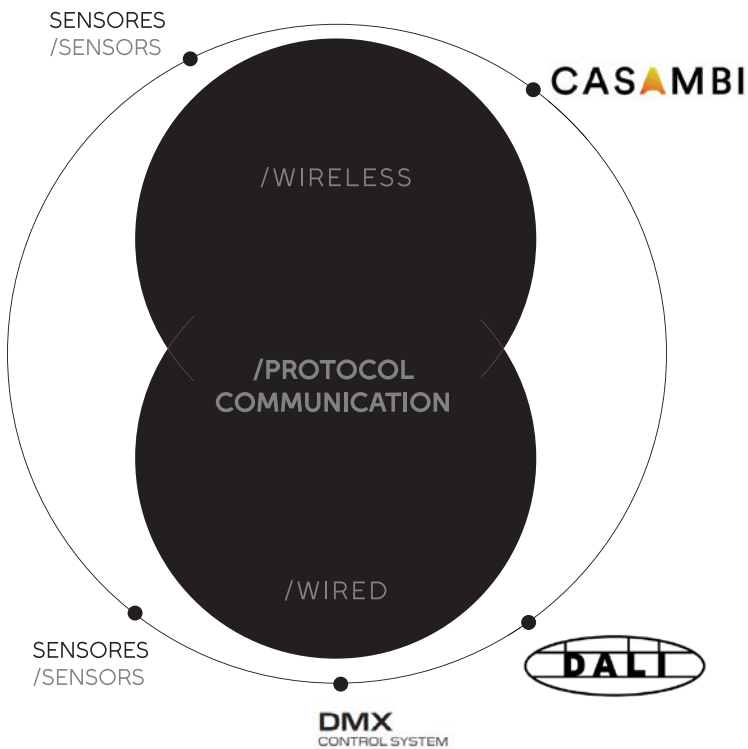 SENSORES
/SENSORS
CASAMBI
/WIRELESS
/PROTOCOL
COMMUNICATION
/WIRED
SENSORES
/SENSORS
DALI
DMX
CONTROL SYSTEM